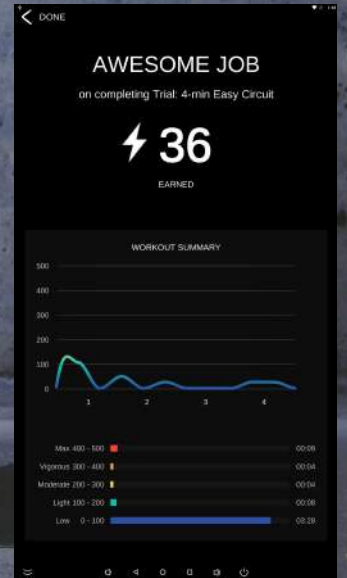 DONE
AWESOME JOB
on completing Trial: 4-min Easy Circuit
36
EARNED
WORKOUT SUMMARY
500
400
300
200
100
0
1 2 3 4
Max 400 - 500 00:09
Vigorous 300 - 400 00:04
Moderate 200 - 300 00:04
Light 100 - 200 00:08
Low 0 - 100 03:28